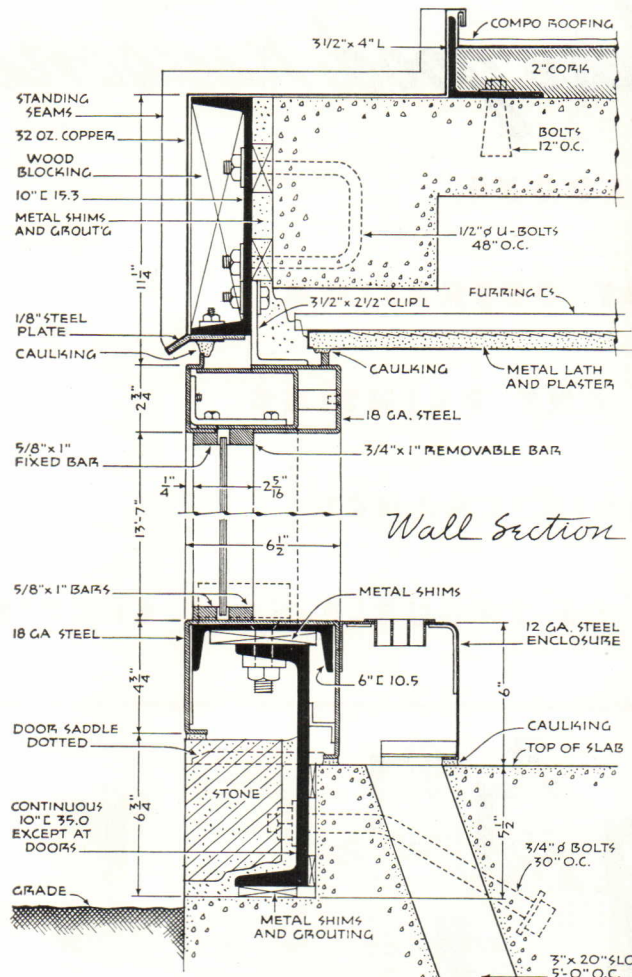 COMPO ROOFING
3 1/2" x 4" L
2" CORK
STANDING
SEAMS
32 OZ. COPPER
WOOD
BLOCKING
10" [ 15.3
METAL SHIMS
AND GROUT'G
BOLTS
12" O.C.
1/2" ø U-BOLTS
48" O.C.
11 1/4"
3 1/2" x 2 1/2" CLIP L
FURRING [S
1/8" STEEL
PLATE
CAULKING
CAULKING
METAL LATH
AND PLASTER
2 3/4"
18 GA. STEEL
5/8" x 1"
FIXED BAR
3/4" x 1" REMOVABLE BAR
1/4"
2 5/16"
13'-7"
6 1/2"
Wall Section
5/8" x 1" BARS
METAL SHIMS
18 GA STEEL
12 GA. STEEL
ENCLOSURE
4 3/4"
6" [ 10.5
6"
DOOR SADDLE
DOTTED
CAULKING
TOP OF SLAB
STONE
6 3/4"
CONTINUOUS
10" [ 35.0
EXCEPT AT
DOORS
5 1/2"
3/4" ø BOLTS
30" O.C.
GRADE
METAL SHIMS
AND GROUTING
3" x 20" SLO
5'-0" O.C.